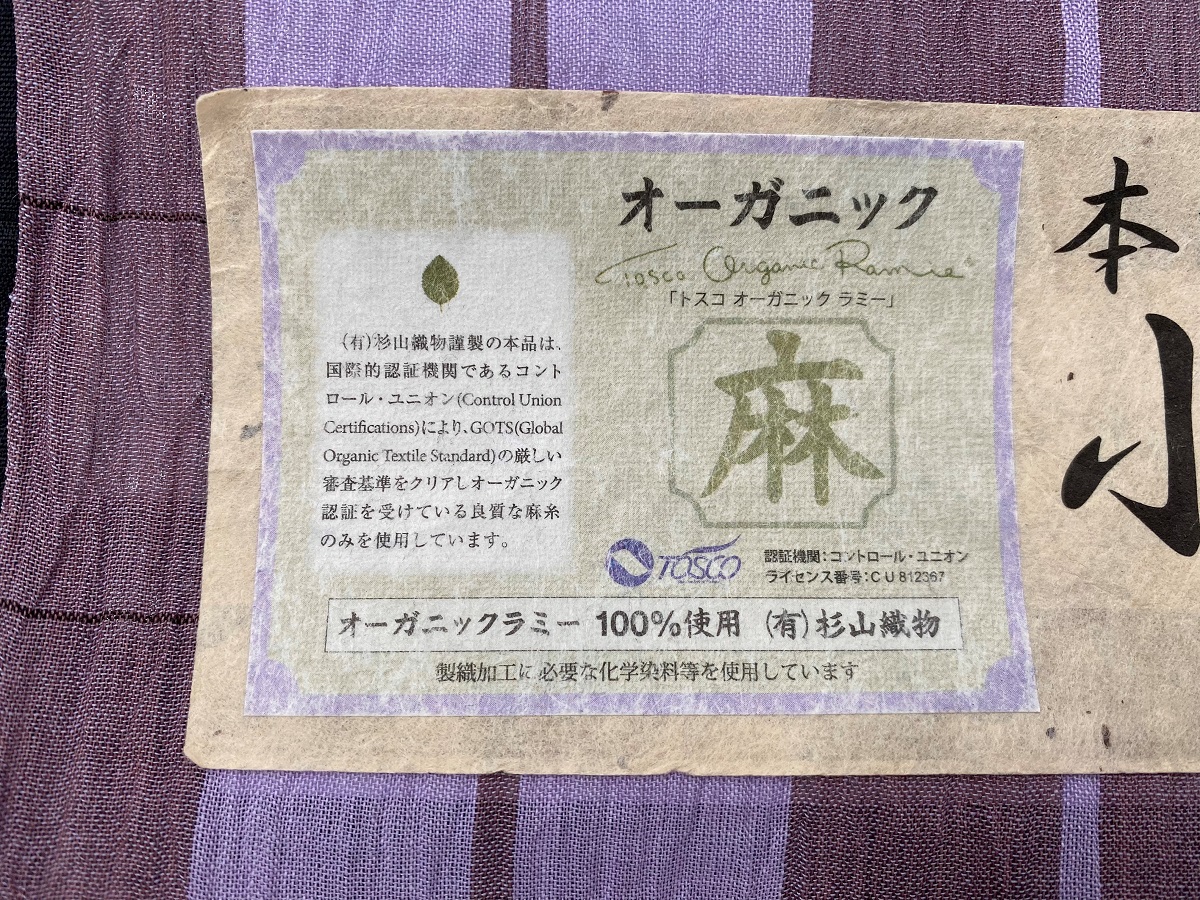 オーガニック
Tosco Organic Ramie
「トスコ オーガニック ラミー」
麻
(有)杉山織物謹製の本品は、
国際的認証機関であるコント
ロール・ユニオン(Control Union
Certifications)により、GOTS(Global
Organic Textile Standard)の厳しい
審査基準をクリアしオーガニック
認証を受けている良質な麻糸
のみを使用しています。
TOSCO
認証機関:コントロール・ユニオン
ライセンス番号:CU812367
オーガニックラミー 100%使用 (有)杉山織物
製織加工に必要な化学染料等を使用しています
本
小